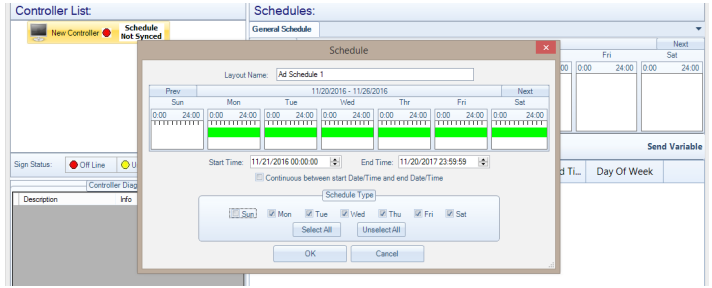 Controller List:
Schedules:
New Controller
Schedule
Not Synced
General Schedule
Schedule
Next
Fri
Sat
00
24:00
0:00
24:00
Layout Name:
Ad Schedule 1
Prev
11/20/2016 - 11/26/2016
Next
Sun
Mon
Tue
Wed
Thr
Fri
Sat
0:00 24:00
0:00 24:00
0:00 24:00
0:00 24:00
0:00 24:00
0:00 24:00
0:00 24:00
Start Time:
11/21/2016 00:00:00
End Time:
11/20/2017 23:59:59
Send Variable
Sign Status:
Off Line
U
Continuous between start Date/Time and end Date/Time
d Ti...
Day Of Week
Controller Diag
Schedule Type
Description
Info
Sun
Mon
Tue
Wed
Thu
Fri
Sat
Select All
Unselect All
OK
Cancel